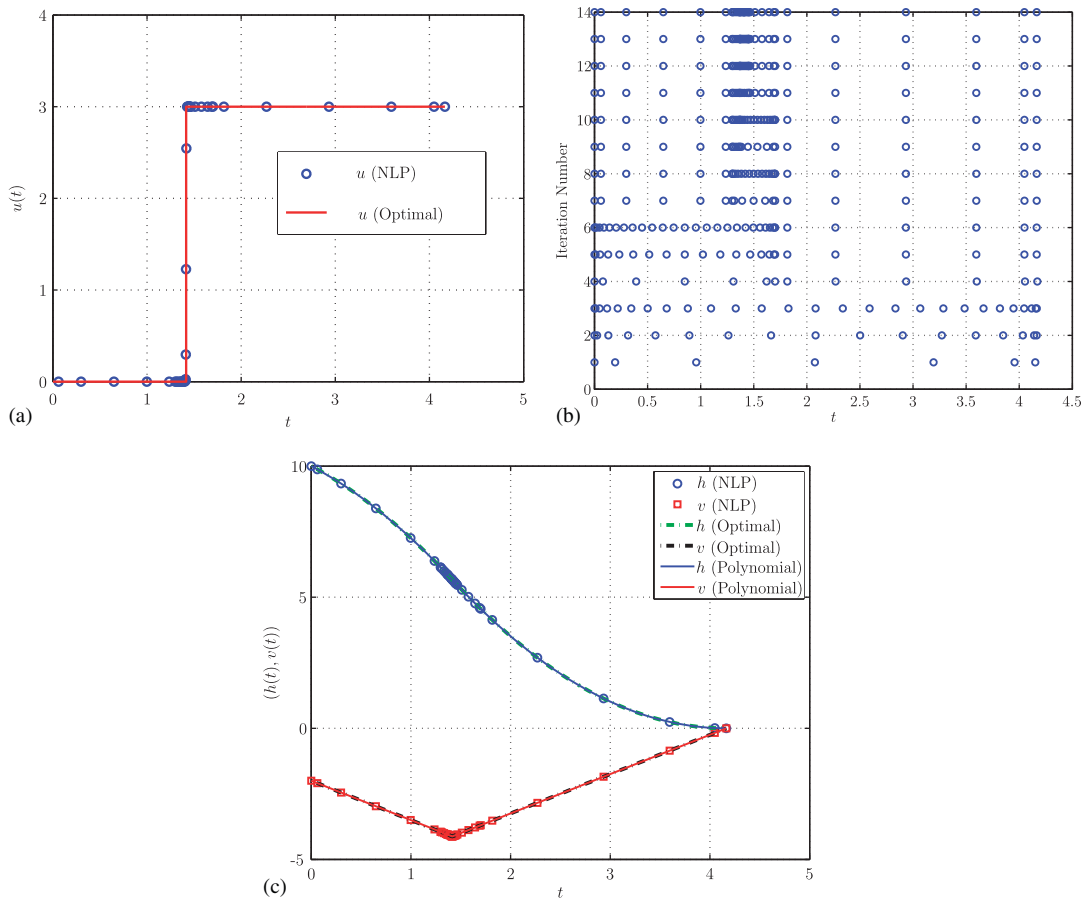 4
3
2
1
0
0
1
2
3
4
5
u(t)
t
u (NLP)
u (Optimal)
(a)
14
12
10
8
6
4
2
0
0
0.5
1
1.5
2
2.5
3
3.5
4
4.5
Iteration Number
t
(b)
10
5
0
-5
0
1
2
3
4
5
(h(t), v(t))
t
h (NLP)
v (NLP)
h (Optimal)
v (Optimal)
h (Polynomial)
v (Polynomial)
(c)